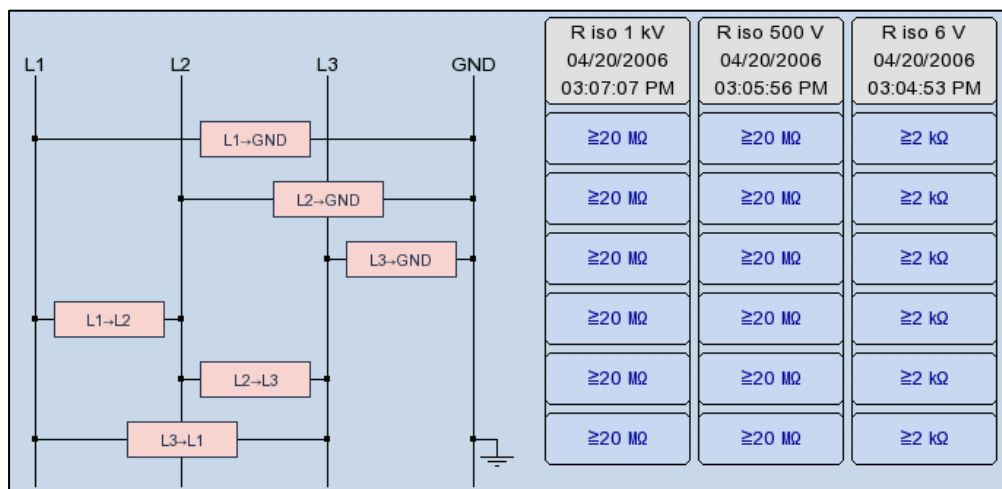 L1 L2 L3 GND
R iso 1 kV
04/20/2006
03:07:07 PM
R iso 500 V
04/20/2006
03:05:56 PM
R iso 6 V
04/20/2006
03:04:53 PM
L1→GND
≧20 MΩ ≧20 MΩ ≧2 kΩ
L2→GND
≧20 MΩ ≧20 MΩ ≧2 kΩ
L3→GND
≧20 MΩ ≧20 MΩ ≧2 kΩ
L1→L2
≧20 MΩ ≧20 MΩ ≧2 kΩ
L2→L3
≧20 MΩ ≧20 MΩ ≧2 kΩ
L3→L1
≧20 MΩ ≧20 MΩ ≧2 kΩ